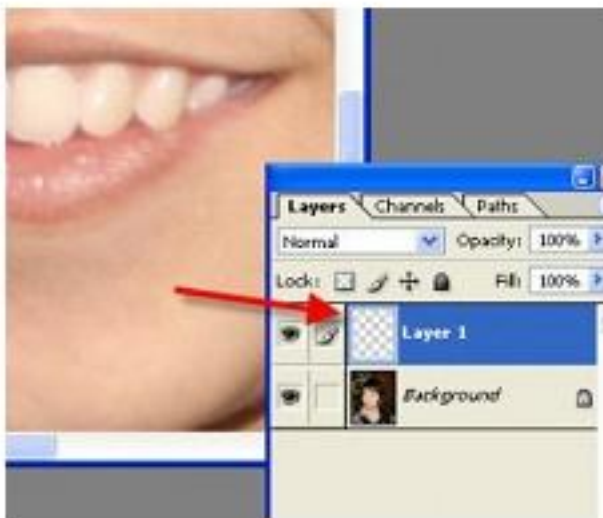 Layers Channels Paths
Normal Opacity: 100%
Lock: Fill: 100%
Layer 1
Background